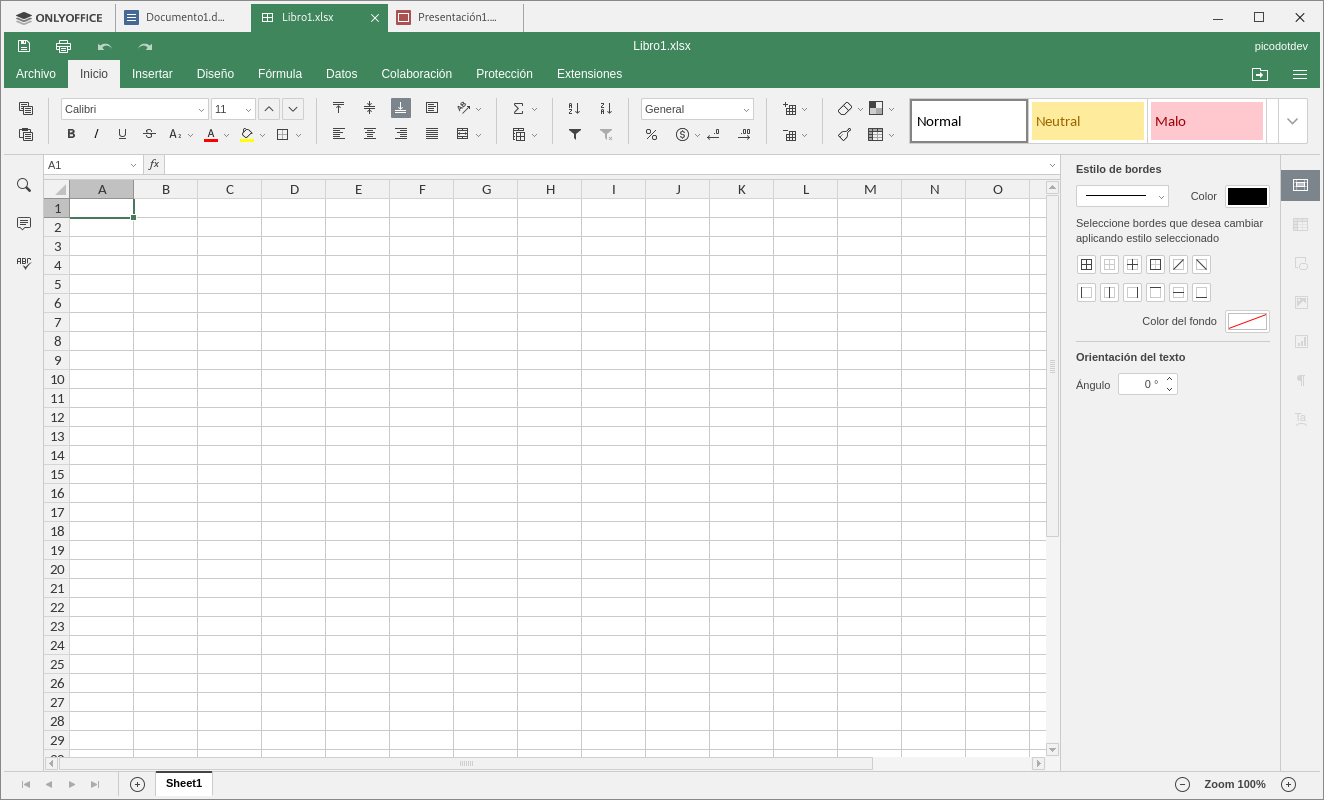 ONLYOFFICE
Documento1.d...
Libro1.xlsx
Presentación1....
Libro1.xlsx
picodotdev
Archivo Inicio Insertar Diseño Fórmula Datos Colaboración Protección Extensiones
Calibri 11 General
Normal Neutral Malo
B I U S A₂ A
A1 fx
Estilo de bordes
Color
Seleccione bordes que desea cambiar
aplicando estilo seleccionado
Color del fondo
Orientación del texto
Ángulo 0 °
A B C D E F G H I J K L M N O
1
2
3
4
5
6
7
8
9
10
11
12
13
14
15
16
17
18
19
20
21
22
23
24
25
26
27
28
29
Sheet1
Zoom 100%